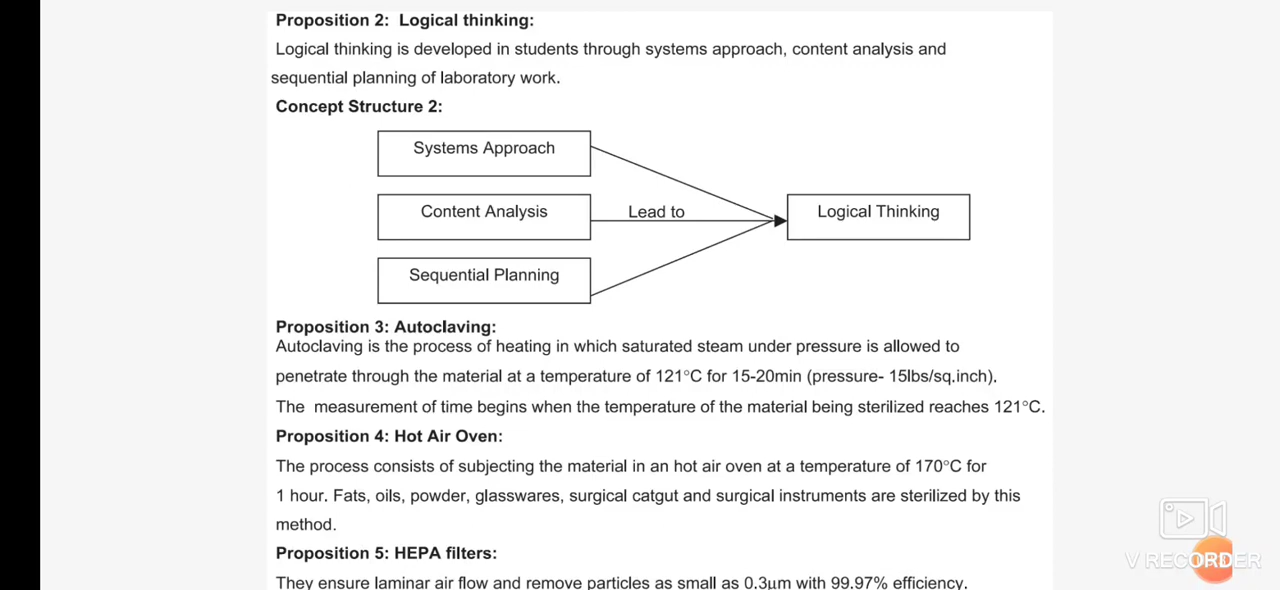 Proposition 2:  Logical thinking:
Logical thinking is developed in students through systems approach, content analysis and
sequential planning of laboratory work.
Concept Structure 2:
Systems Approach
Content Analysis
Lead to
Logical Thinking
Sequential Planning
Proposition 3: Autoclaving:
Autoclaving is the process of heating in which saturated steam under pressure is allowed to
penetrate through the material at a temperature of 121°C for 15-20min (pressure- 15lbs/sq.inch).
The  measurement of time begins when the temperature of the material being sterilized reaches 121°C.
Proposition 4: Hot Air Oven:
The process consists of subjecting the material in an hot air oven at a temperature of 170°C for
1 hour. Fats, oils, powder, glasswares, surgical catgut and surgical instruments are sterilized by this
method.
Proposition 5: HEPA filters:
They ensure laminar air flow and remove particles as small as 0.3μm with 99.97% efficiency.
V RECORDER